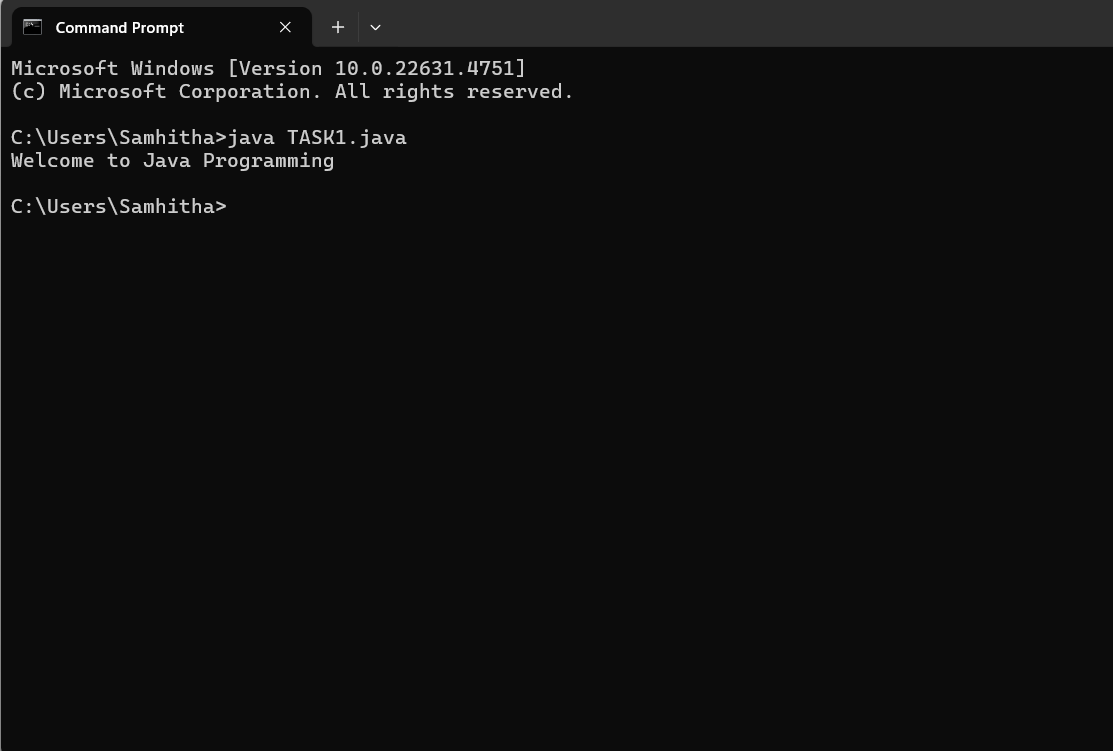 Command Prompt
Microsoft Windows [Version 10.0.22631.4751]
(c) Microsoft Corporation. All rights reserved.
C:\Users\Samhitha>java TASK1.java
Welcome to Java Programming
C:\Users\Samhitha>